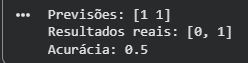 Previsões: [1 1]
Resultados reais: [0, 1]
Acurácia: 0.5